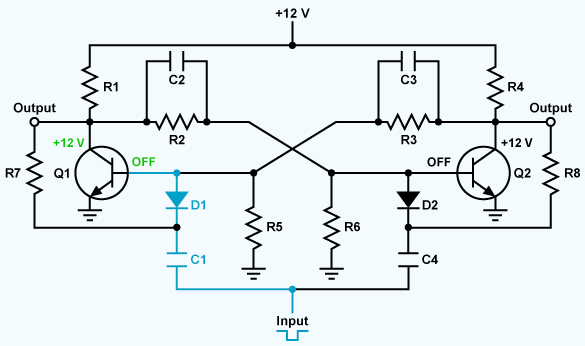 +12 V
R1
C2
C3
R4
Output
R2
R3
Output
+12 V
+12 V
R7
Q1
OFF
OFF
Q2
R8
D1
R5
R6
D2
C1
C4
Input